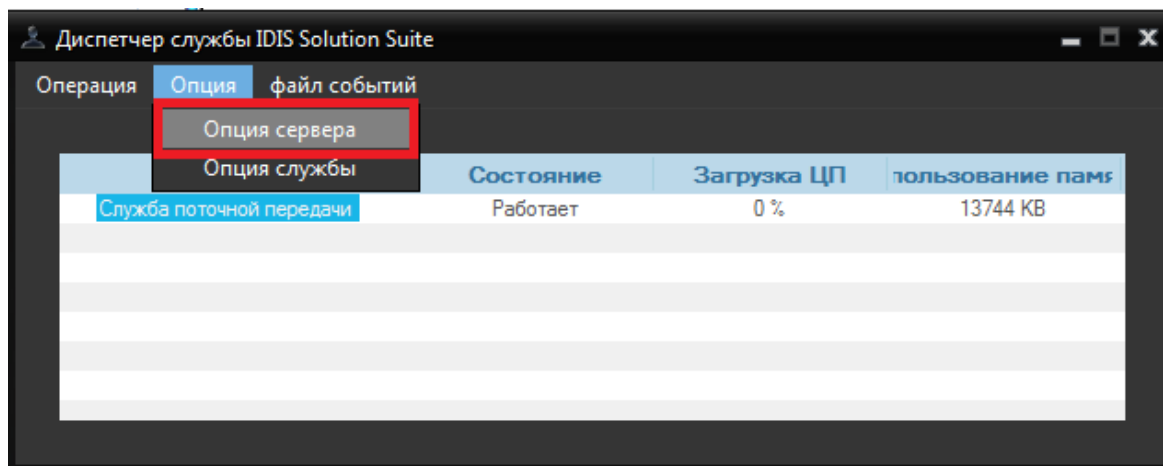 Диспетчер службы IDIS Solution Suite
Операция Опция файл событий
Опция сервера
Опция службы
Состояние Загрузка ЦП пользование памя
Служба поточной передачи Работает 0 % 13744 KB